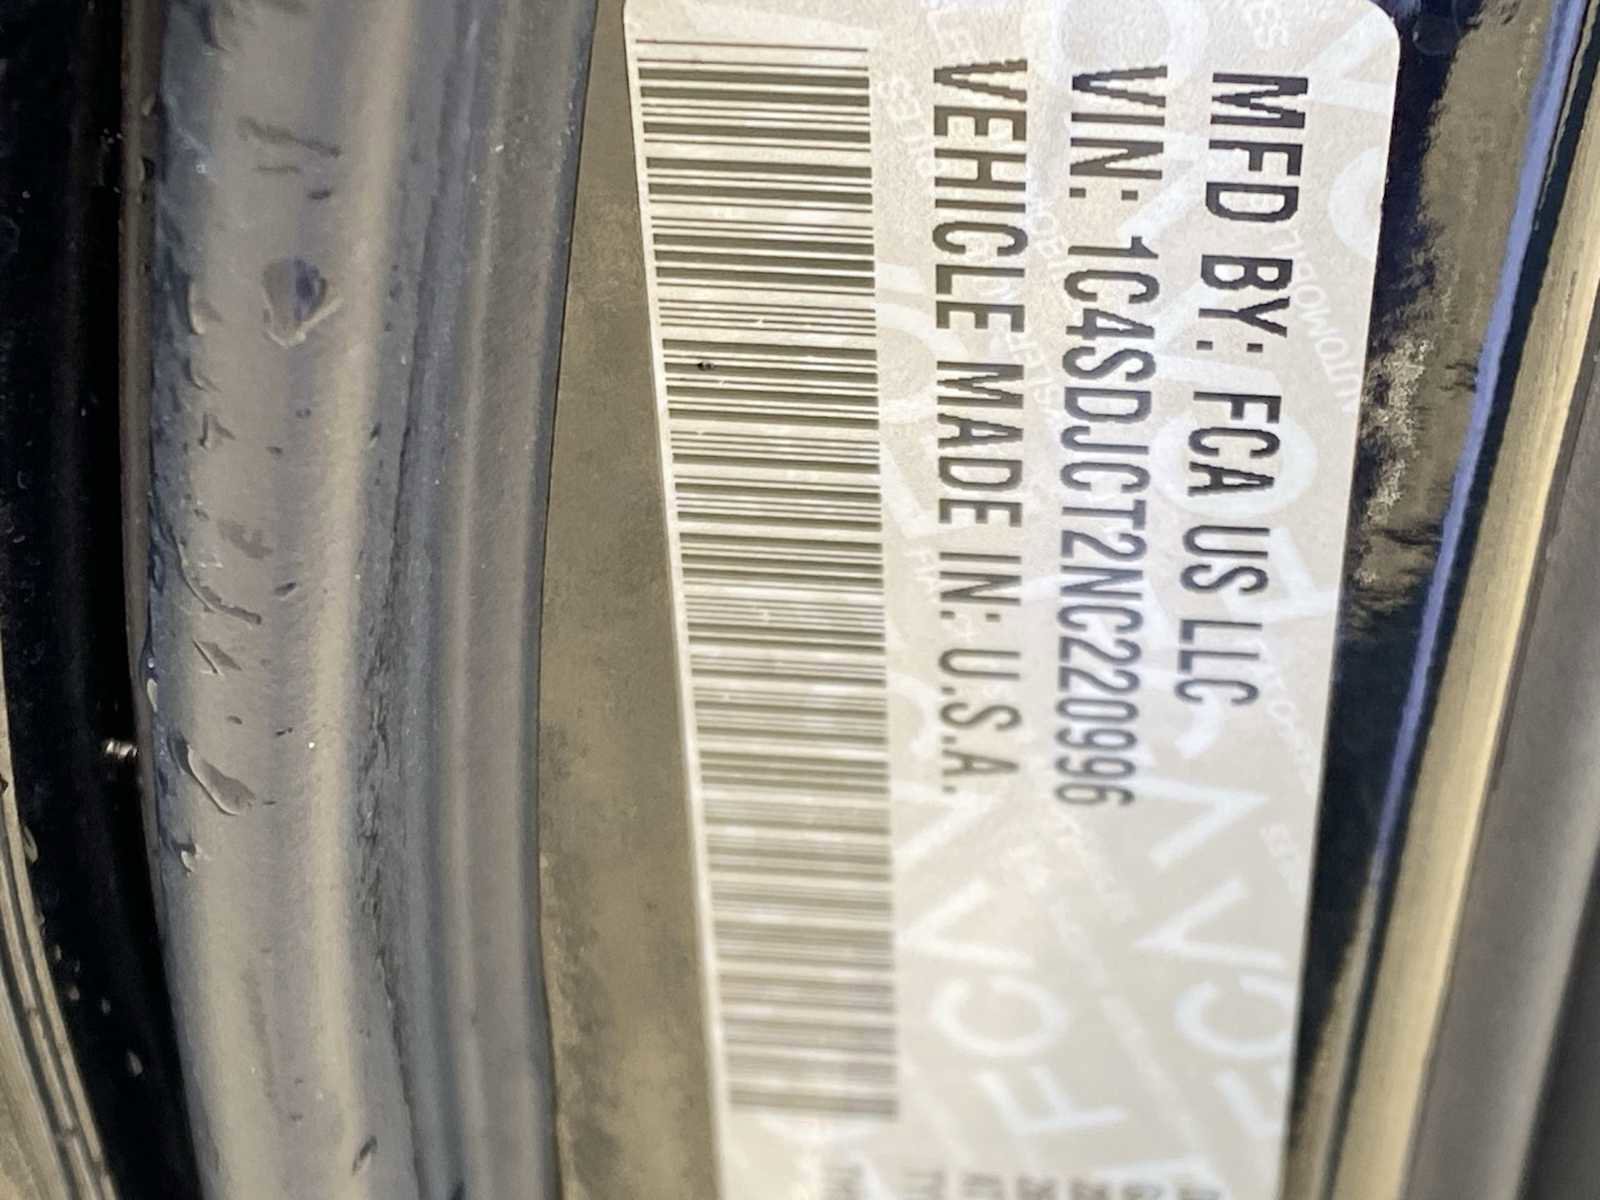 MFD BY: FCA US LLC
VIN: 1C4SDJCT2NC220996
VEHICLE MADE IN: U.S.A.